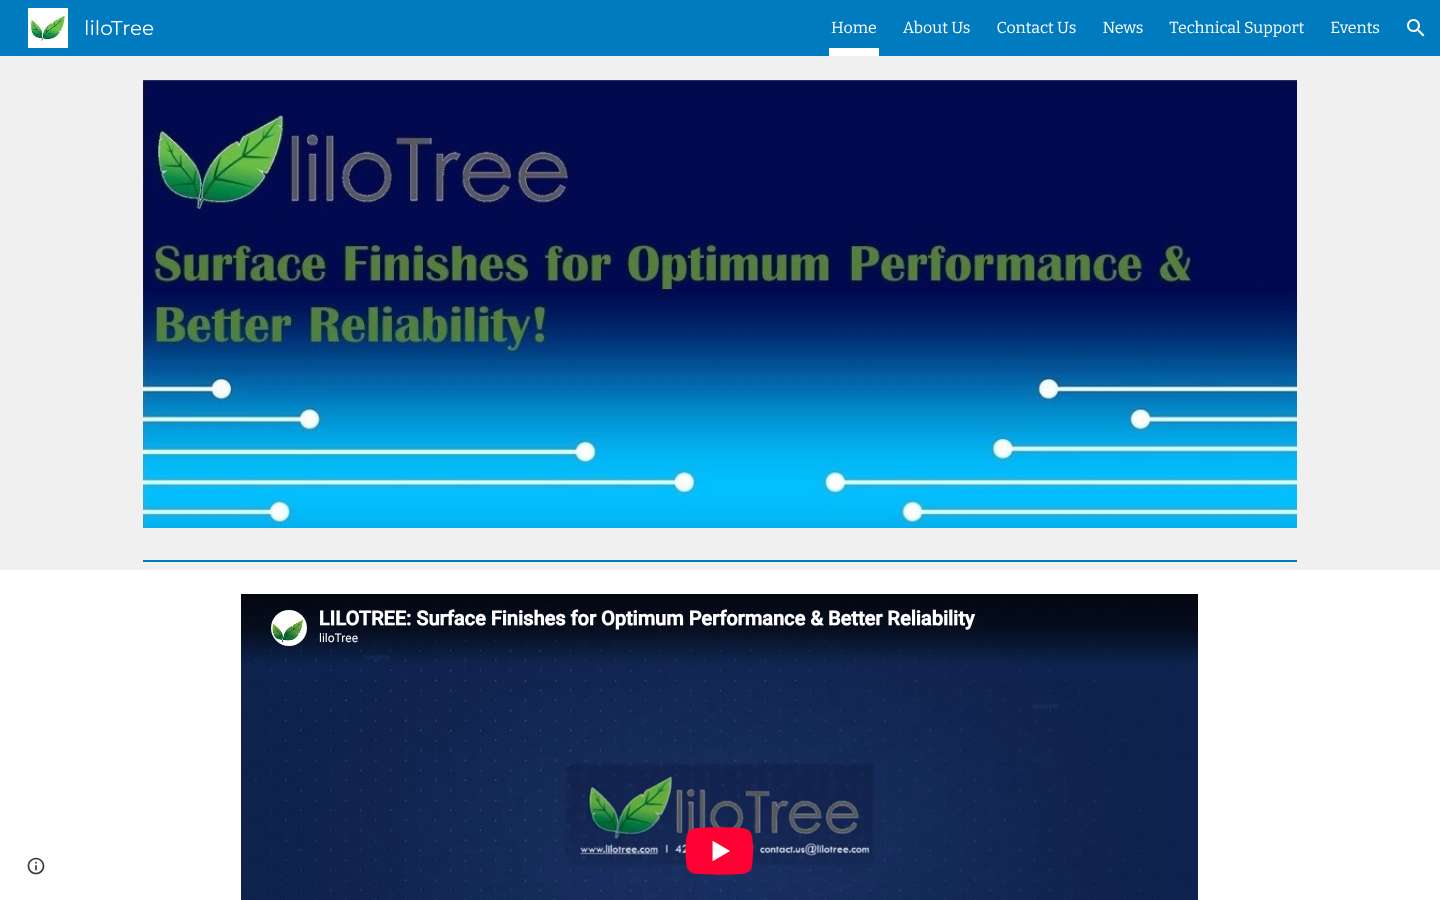 liloTree
Home About Us Contact Us News Technical Support Events
liloTree
Surface Finishes for Optimum Performance &
Better Reliability!
LILOTREE: Surface Finishes for Optimum Performance & Better Reliability
liloTree
liloTree
www.lilotree.com | 42 contact.us@lilotree.com